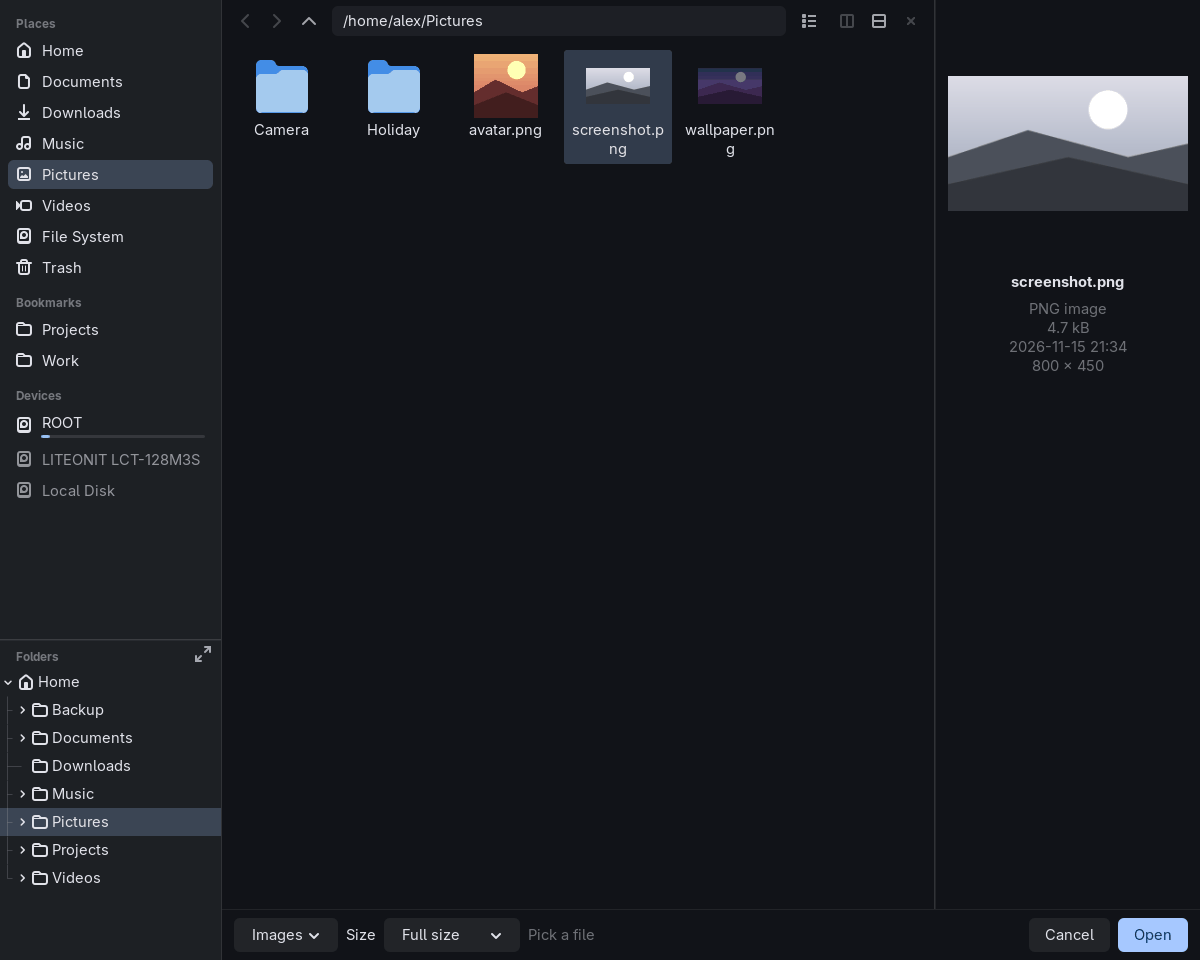 Places
Home
Documents
Downloads
Music
Pictures
Videos
File System
Trash
Bookmarks
Projects
Work
Devices
ROOT
LITEONIT LCT-128M3S
Local Disk
Folders
Home
Backup
Documents
Downloads
Music
Pictures
Projects
Videos
/home/alex/Pictures
Camera
Holiday
avatar.png
screenshot.p
ng
wallpaper.pn
g
screenshot.png
PNG image
4.7 kB
2026-11-15 21:34
800 × 450
Images
Size
Full size
Pick a file
Cancel
Open